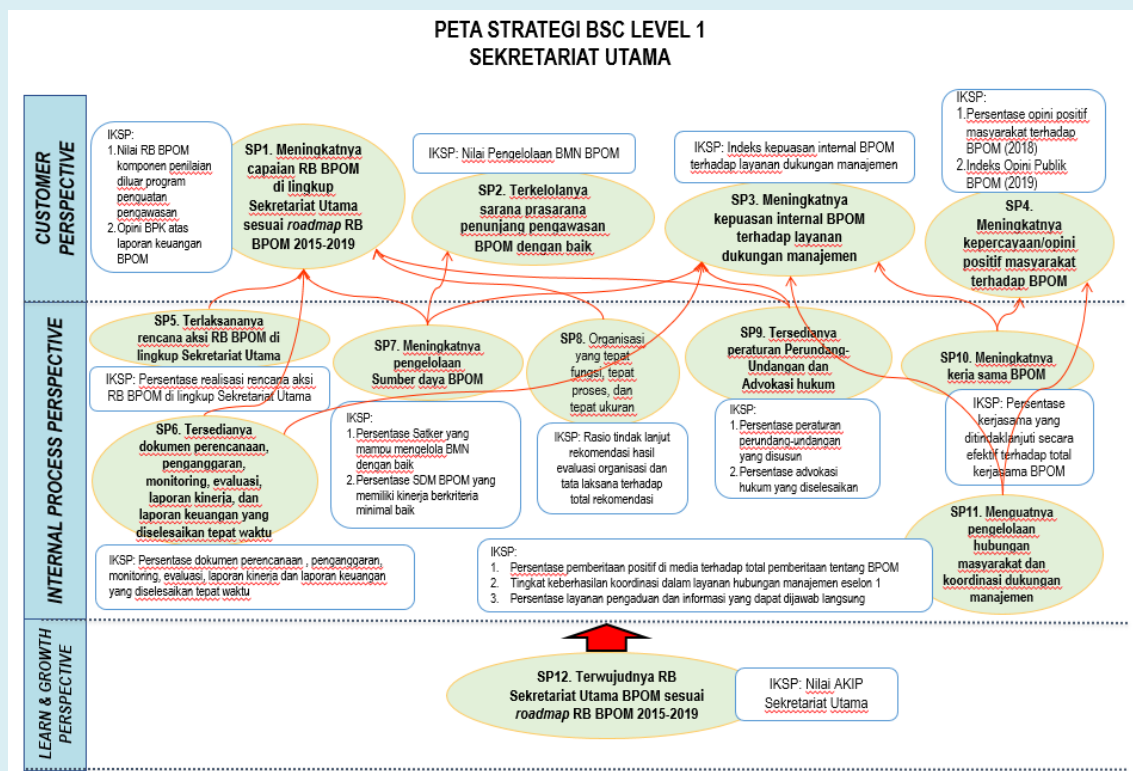 PETA STRATEGI BSC LEVEL 1
SEKRETARIAT UTAMA
CUSTOMER
PERSPECTIVE
IKSP:
1.Nilai RB BPOM
komponen penilaian
diluar program
penguatan
pengawasan
2.Opini BPK atas
laporan keuangan
BPOM
SP1. Meningkatnya
capaian RB BPOM
di lingkup
Sekretariat Utama
sesuai roadmap RB
BPOM 2015-2019
IKSP: Nilai Pengelolaan BMN BPOM
SP2. Terkelolanya
sarana prasarana
penunjang pengawasan
BPOM dengan baik
IKSP: Indeks kepuasan internal BPOM
terhadap layanan dukungan manajemen
SP3. Meningkatnya
kepuasan internal BPOM
terhadap layanan
dukungan manajemen
IKSP:
1.Persentase opini positif
masyarakat terhadap
BPOM (2018)
2.Indeks Opini Publik
BPOM (2019)
SP4.
Meningkatnya
kepercayaan/opini
positif masyarakat
terhadap BPOM
INTERNAL PROCESS PERSPECTIVE
SP5. Terlaksananya
rencana aksi RB BPOM di
lingkup Sekretariat Utama
IKSP: Persentase realisasi rencana aksi
RB BPOM di lingkup Sekretariat Utama
SP6. Tersedianya
dokumen perencanaan,
penganggaran,
monitoring, evaluasi,
laporan kinerja, dan
laporan keuangan yang
diselesaikan tepat waktu
IKSP: Persentase dokumen perencanaan , penganggaran,
monitoring, evaluasi, laporan kinerja dan laporan keuangan
yang diselesaikan tepat waktu
SP7. Meningkatnya
pengelolaan
Sumber daya BPOM
IKSP:
1.Persentase Satker yang
mampu mengelola BMN
dengan baik
2.Persentase SDM BPOM yang
memiliki kinerja berkriteria
minimal baik
SP8. Organisasi
yang tepat
fungsi, tepat
proses, dan
tepat ukuran
IKSP: Rasio tindak lanjut
rekomendasi hasil
evaluasi organisasi dan
tata laksana terhadap
total rekomendasi
SP9. Tersedianya
peraturan Perundang-
Undangan dan
Advokasi hukum
IKSP:
1. Persentase peraturan
perundang-undangan
yang disusun
2. Persentase advokasi
hukum yang diselesaikan
SP10. Meningkatnya
kerja sama BPOM
IKSP: Persentase
kerjasama yang
ditindaklanjuti secara
efektif terhadap total
kerjasama BPOM
SP11. Menguatnya
pengelolaan
hubungan
masyarakat dan
koordinasi dukungan
manajemen
IKSP:
1. Persentase pemberitaan positif di media terhadap total pemberitaan tentang BPOM
2. Tingkat keberhasilan koordinasi dalam layanan hubungan manajemen eselon 1
3. Persentase layanan pengaduan dan informasi yang dapat dijawab langsung
LEARN & GROWTH
PERSPECTIVE
SP12. Terwujudnya RB
Sekretariat Utama BPOM sesuai
roadmap RB BPOM 2015-2019
IKSP: Nilai AKIP
Sekretariat Utama